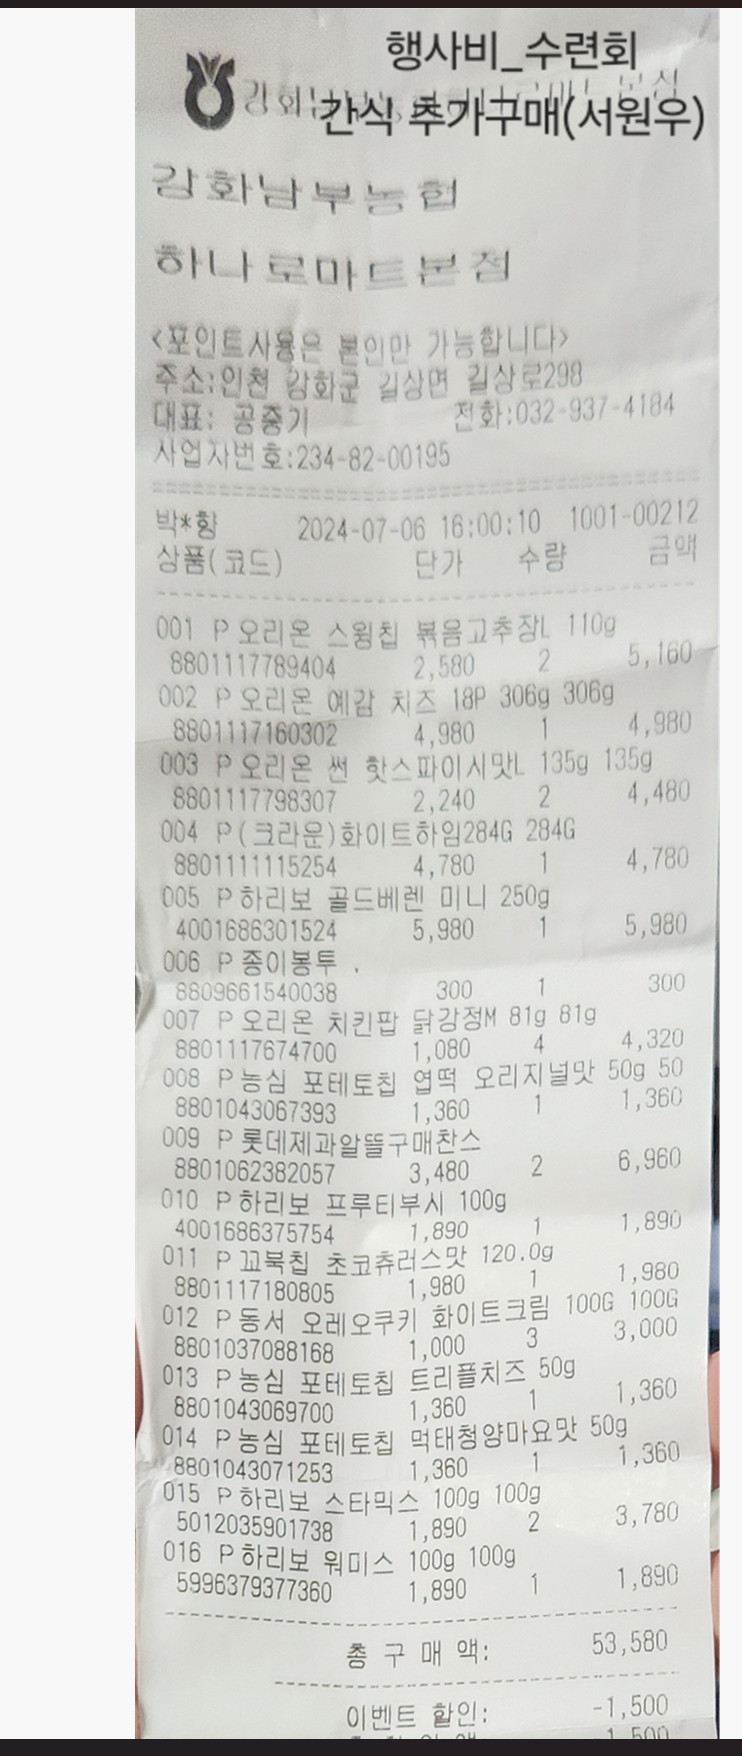 행사비_수련회
간식 추가구매(서원우)
강화남부농협
하나로마트본점
<포인트사용은 본인만 가능합니다>
주소:인천 강화군 길상면 길상로298
대표: 공중기 전화:032-937-4184
사업자번호:234-82-00195
박*향 2024-07-06 16:00:10 1001-00212
상품(코드) 단가 수량 금액
001 P 오리온 스윙칩 볶음고추장L 110g
8801117789404 2,580 2 5,160
002 P 오리온 예감 치즈 18P 306g 306g
8801117160302 4,980 1 4,980
003 P 오리온 썬 핫스파이시맛L 135g 135g
8801117798307 2,240 2 4,480
004 P (크라운)화이트하임284G 284G
8801111115254 4,780 1 4,780
005 P 하리보 골드베렌 미니 250g
4001686301524 5,980 1 5,980
006 P 종이봉투 .
8809661540038 300 1 300
007 P 오리온 치킨팝 닭강정M 81g 81g
8801117674700 1,080 4 4,320
008 P 농심 포테토칩 엽떡 오리지널맛 50g 50
8801043067393 1,360 1 1,360
009 P 롯데제과알뜰구매찬스
8801062382057 3,480 2 6,960
010 P 하리보 프루티부시 100g
4001686375754 1,890 1 1,890
011 P 꼬북칩 초코츄러스맛 120.0g
8801117180805 1,980 1 1,980
012 P 동서 오레오쿠키 화이트크림 100G 100G
8801037088168 1,000 3 3,000
013 P 농심 포테토칩 트리플치즈 50g
8801043069700 1,360 1 1,360
014 P 농심 포테토칩 먹태청양마요맛 50g
8801043071253 1,360 1 1,360
015 P 하리보 스타믹스 100g 100g
5012035901738 1,890 2 3,780
016 P 하리보 워미스 100g 100g
5996379377360 1,890 1 1,890
총 구 매 액: 53,580
이벤트 할인: -1,500